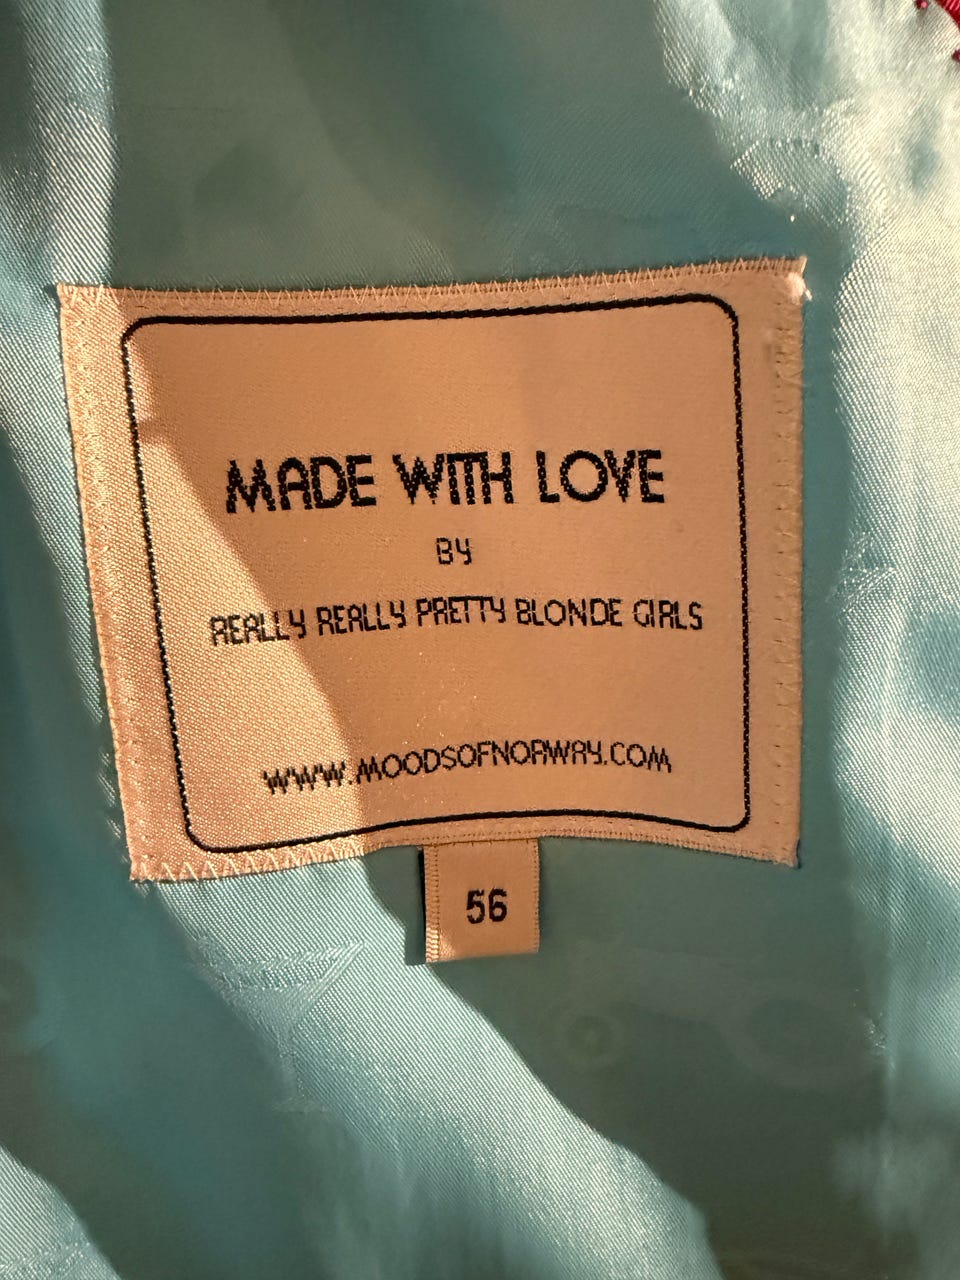 MADE WITH LOVE
BY
REALLY REALLY PRETTY BLONDE GIRLS
WWW.MOODSOFNORWAY.COM
56